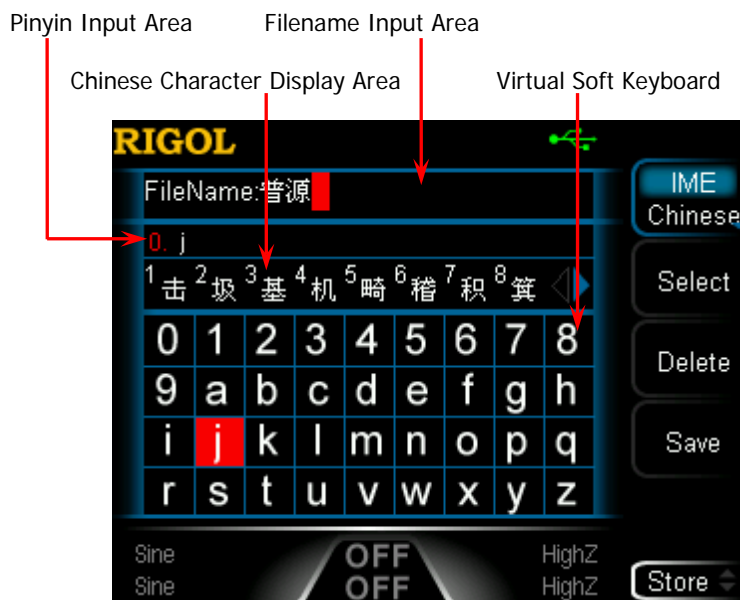 Pinyin Input Area
Filename Input Area
Chinese Character Display Area
Virtual Soft Keyboard
RIGOL
FileName:普源
IME
Chinese
0. j
1击 2圾 3基 4机 5畸 6稽 7积 8箕
Select
0 1 2 3 4 5 6 7 8
Delete
9 a b c d e f g h
i j k l m n o p q
Save
r s t u v w x y z
Sine OFF HighZ
Sine OFF HighZ
Store